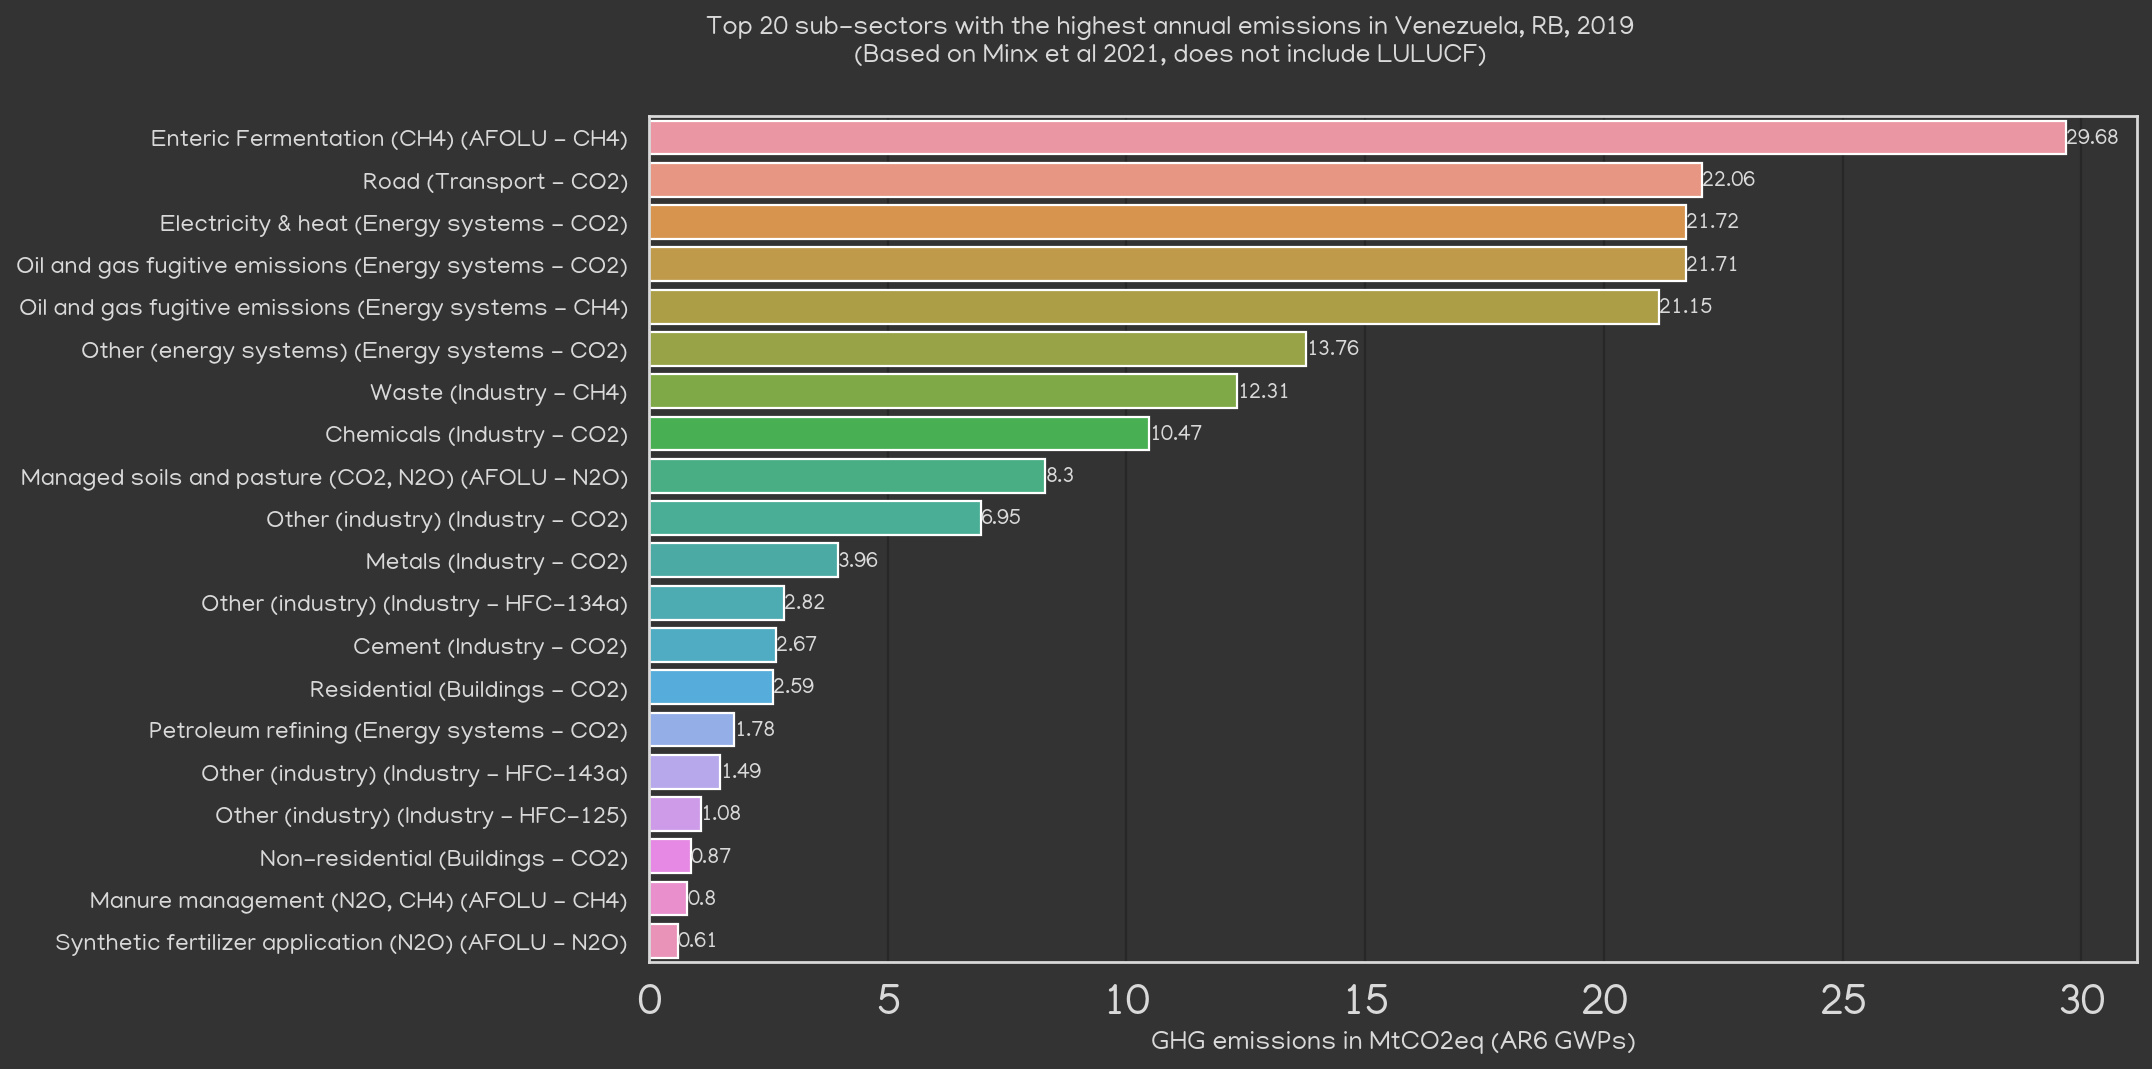 Top 20 sub-sectors with the highest annual emissions in Venezuela, RB, 2019
(Based on Minx et al 2021, does not include LULUCF)
Enteric Fermentation (CH4) (AFOLU - CH4) 29.68
Road (Transport - CO2) 22.06
Electricity & heat (Energy systems - CO2) 21.72
Oil and gas fugitive emissions (Energy systems - CO2) 21.71
Oil and gas fugitive emissions (Energy systems - CH4) 21.15
Other (energy systems) (Energy systems - CO2) 13.76
Waste (Industry - CH4) 12.31
Chemicals (Industry - CO2) 10.47
Managed soils and pasture (CO2, N2O) (AFOLU - N2O) 8.3
Other (industry) (Industry - CO2) 6.95
Metals (Industry - CO2) 3.96
Other (industry) (Industry - HFC-134a) 2.82
Cement (Industry - CO2) 2.67
Residential (Buildings - CO2) 2.59
Petroleum refining (Energy systems - CO2) 1.78
Other (industry) (Industry - HFC-143a) 1.49
Other (industry) (Industry - HFC-125) 1.08
Non-residential (Buildings - CO2) 0.87
Manure management (N2O, CH4) (AFOLU - CH4) 0.8
Synthetic fertilizer application (N2O) (AFOLU - N2O) 0.61
0 5 10 15 20 25 30
GHG emissions in MtCO2eq (AR6 GWPs)